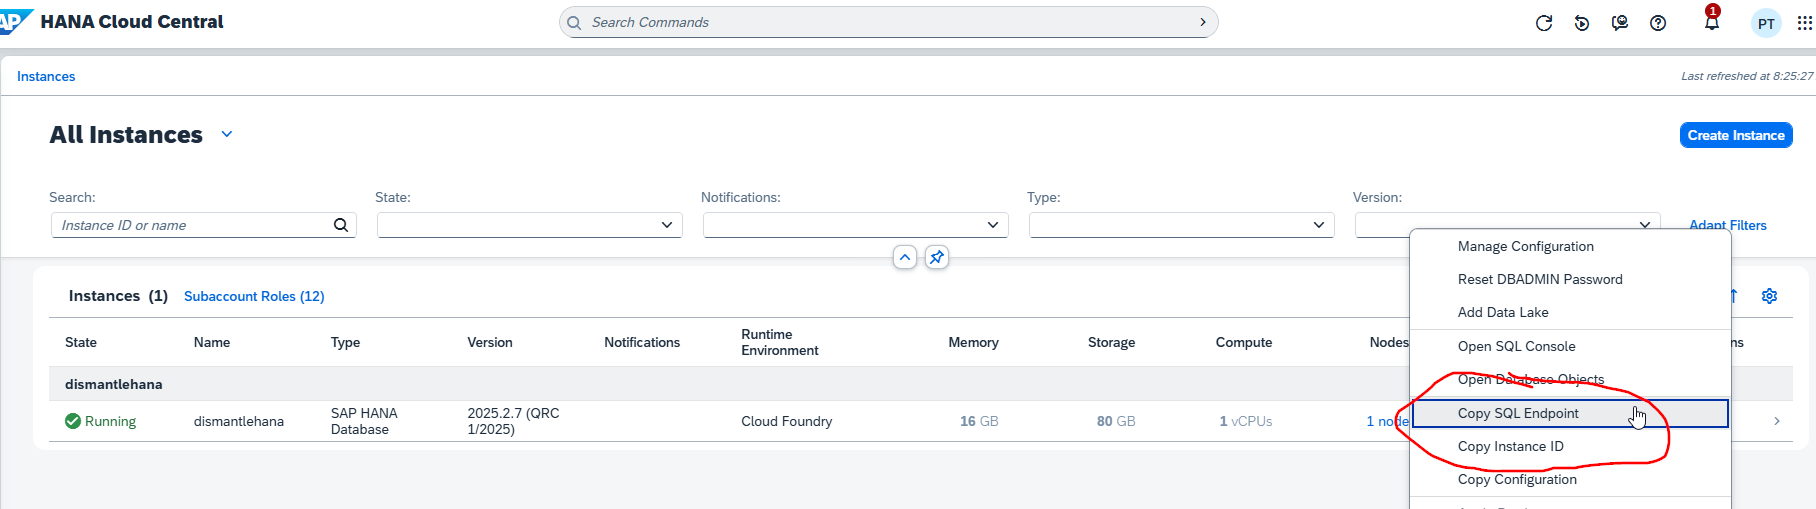 SAP HANA Cloud Central
Search Commands
1
PT
Instances
Last refreshed at 8:25:27
All Instances
Create Instance
Search:
State:
Notifications:
Type:
Version:
Instance ID or name
Adapt Filters
Manage Configuration
Reset DBADMIN Password
Add Data Lake
Open SQL Console
Open Database Objects
Copy SQL Endpoint
Copy Instance ID
Copy Configuration
Instances (1)
Subaccount Roles (12)
State
Name
Type
Version
Notifications
Runtime
Environment
Memory
Storage
Compute
Nodes
ns
dismantlehana
Running
dismantlehana
SAP HANA
Database
2025.2.7 (QRC
1/2025)
Cloud Foundry
16 GB
80 GB
1 vCPUs
1 node